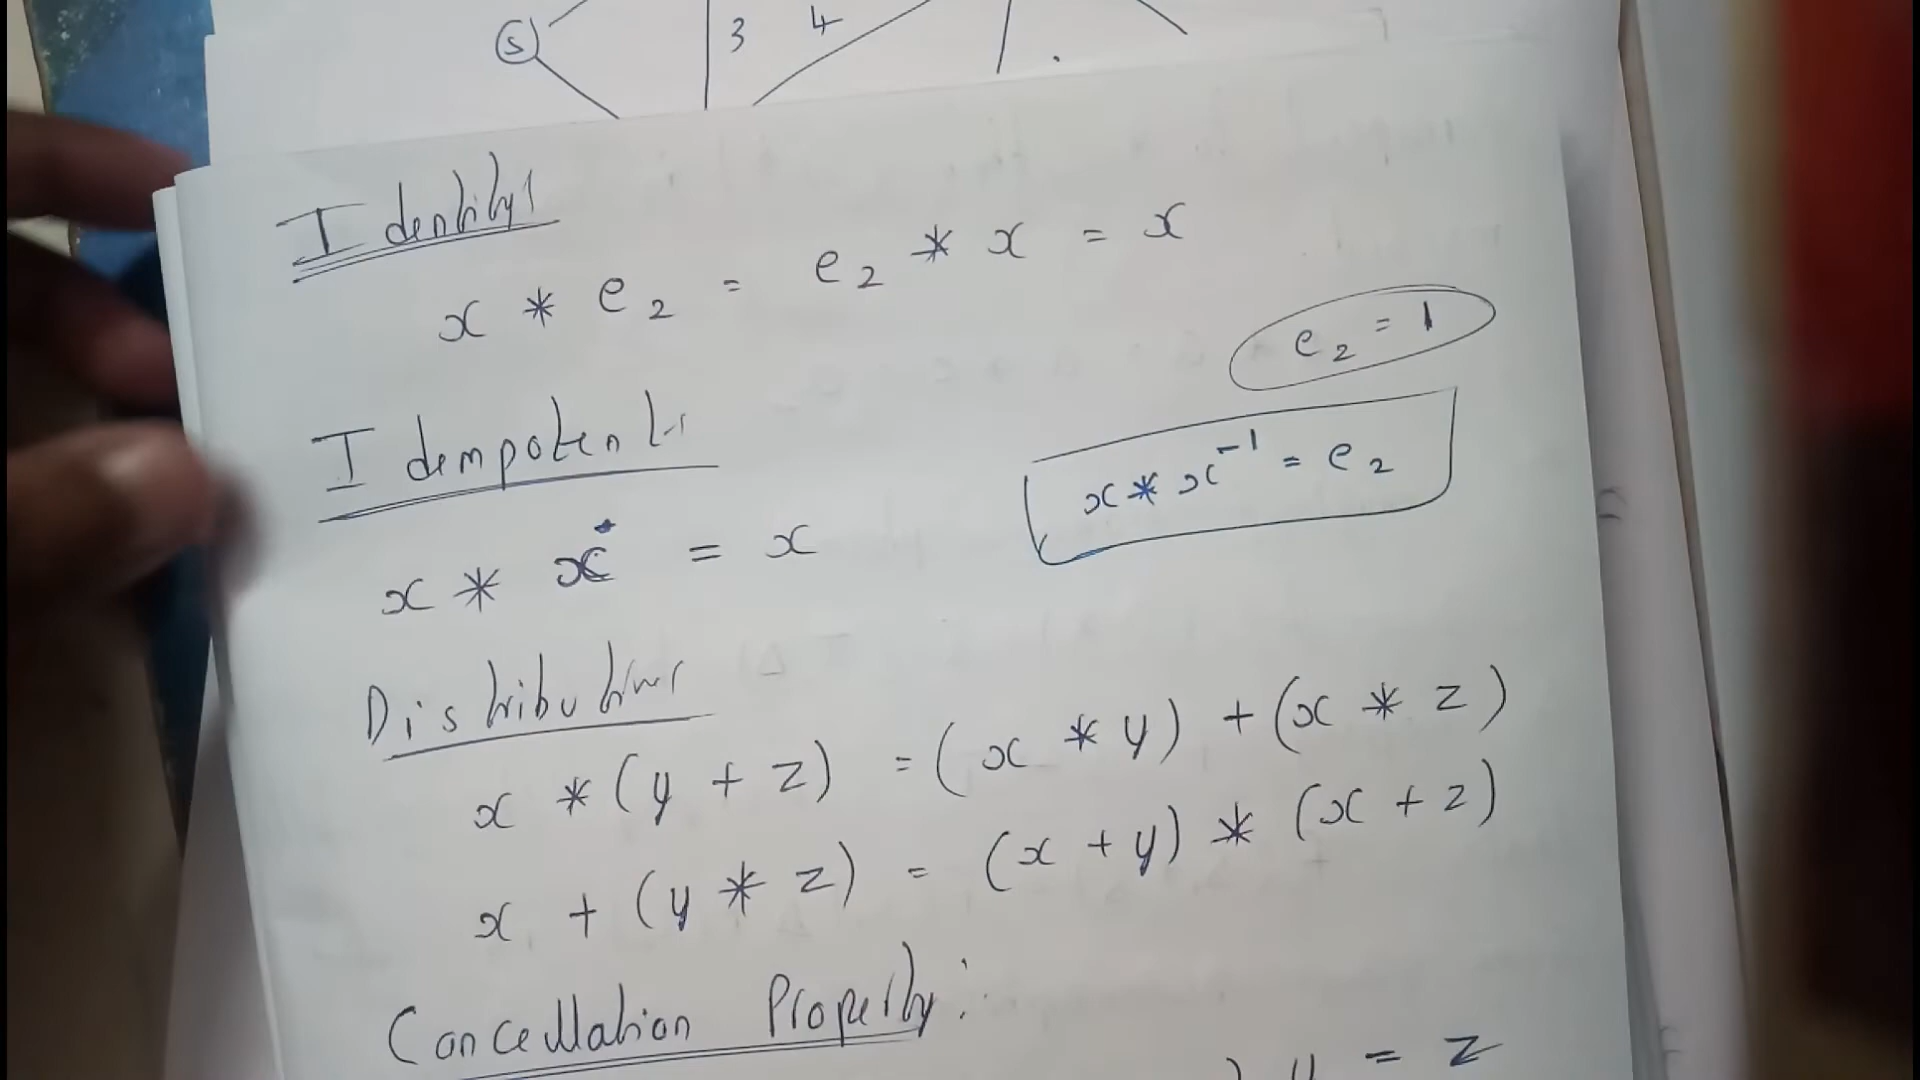 S 3 4
Identity:
x * e₂ = e₂ * x = x
e₂ = 1
Idempotent:
x * x⁻¹ = e₂
x * x = x
Distributive:
x * (y + z) = (x * y) + (x * z)
x + (y * z) = (x + y) * (x + z)
Cancellation Property:
y = z